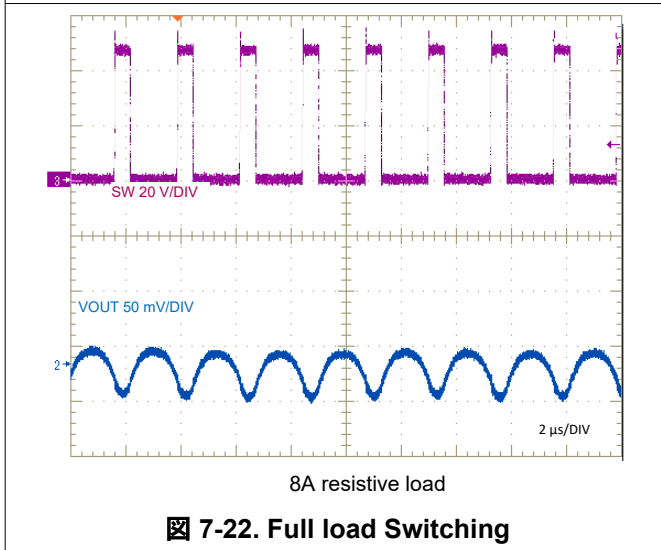 3
SW 20 V/DIV
VOUT 50 mV/DIV
2
2 µs/DIV
8A resistive load
図 7-22. Full load Switching